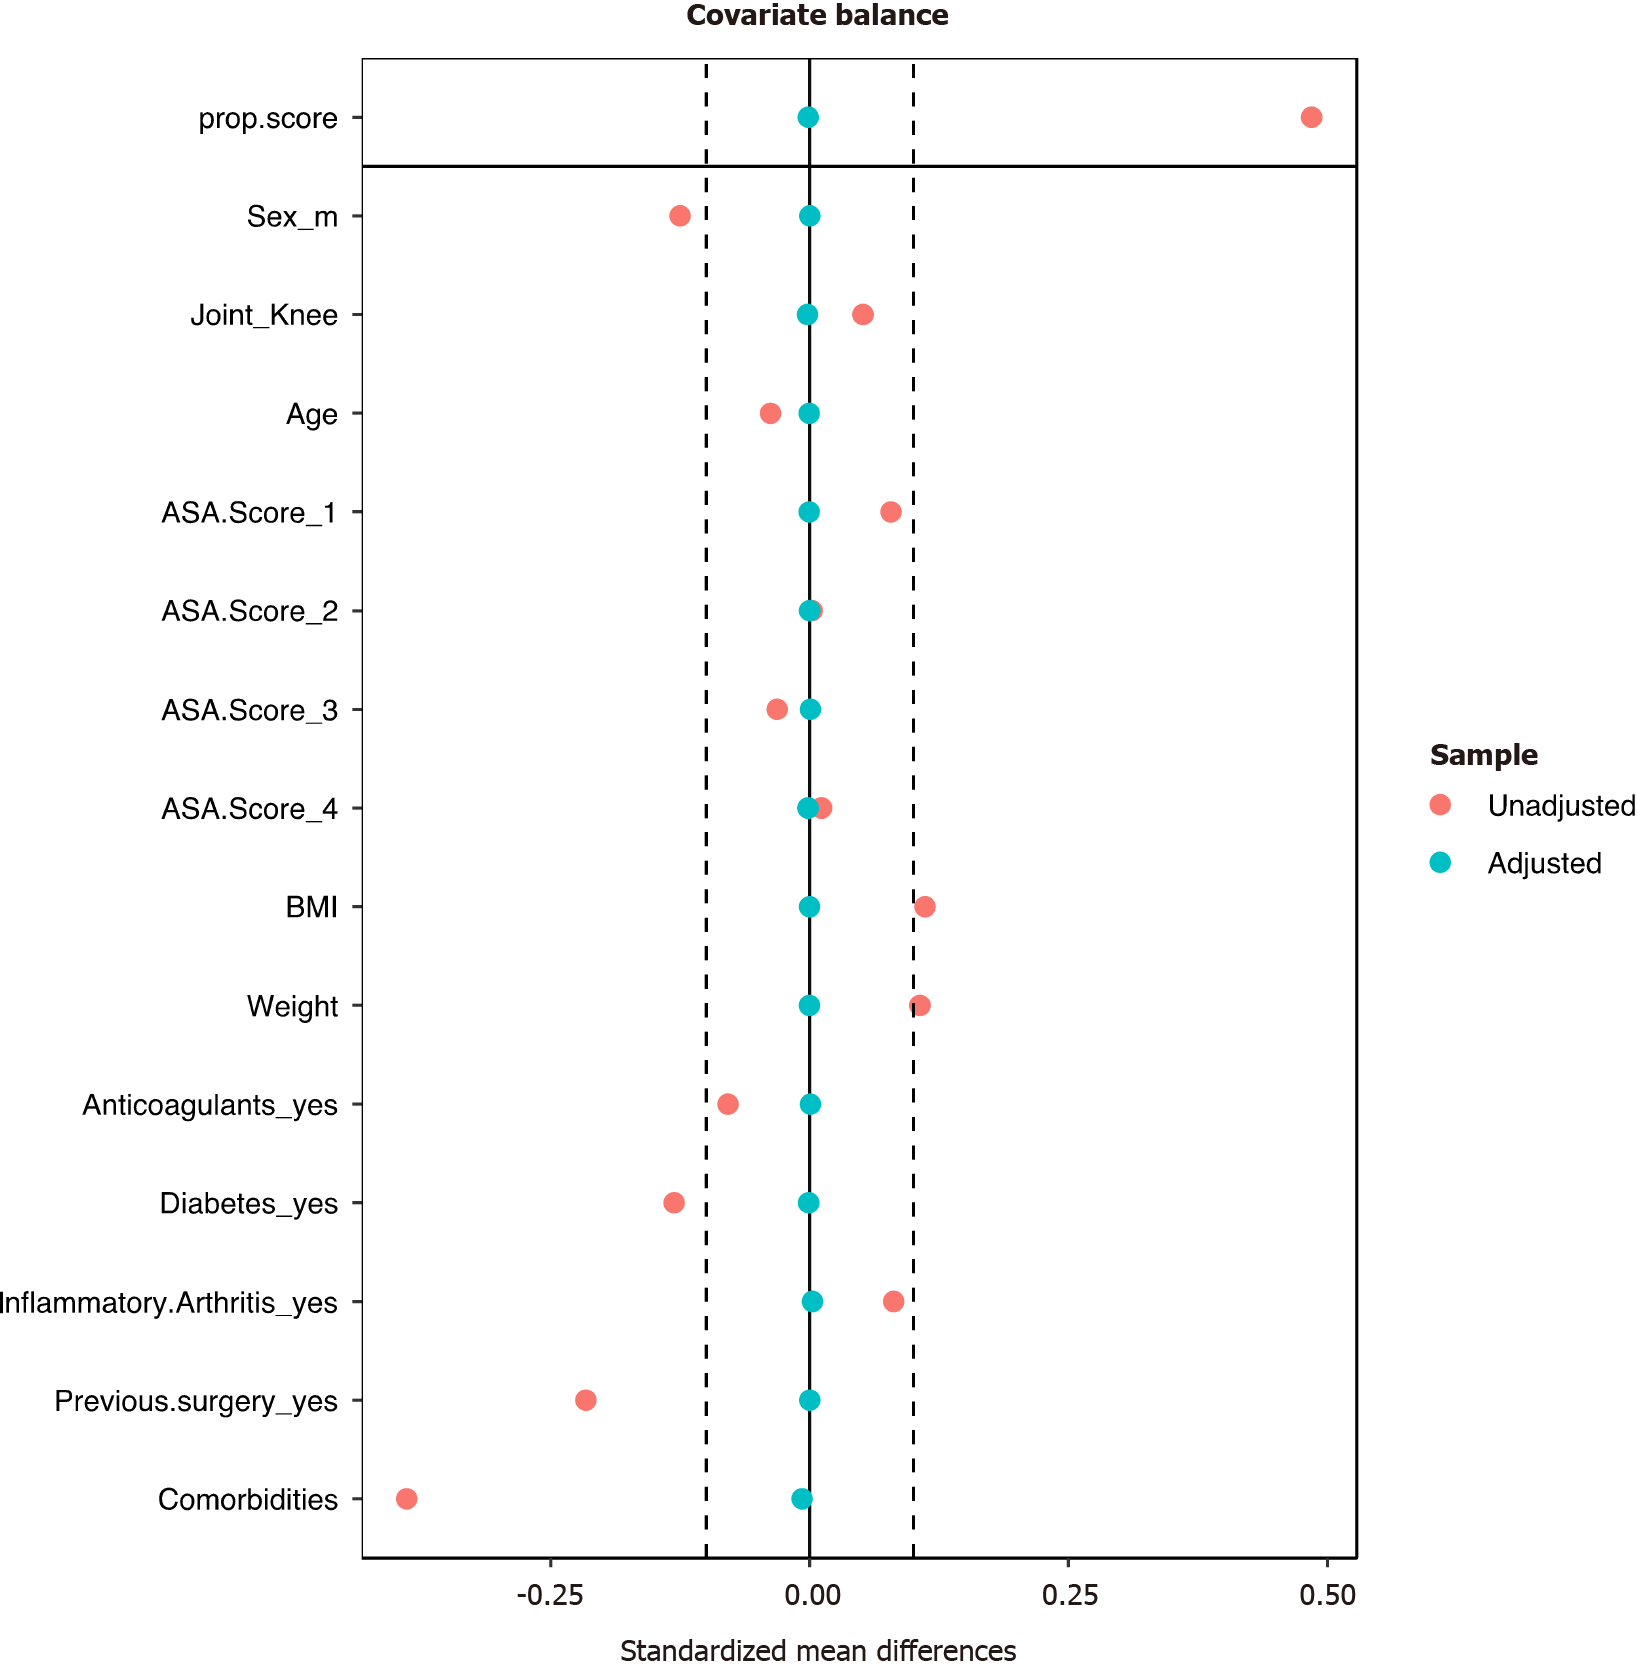 Covariate balance
prop.score
Sex_m
Joint_Knee
Age
ASA.Score_1
ASA.Score_2
ASA.Score_3
ASA.Score_4
BMI
Weight
Anticoagulants_yes
Diabetes_yes
Inflammatory.Arthritis_yes
Previous.surgery_yes
Comorbidities
-0.25 0.00 0.25 0.50
Standardized mean differences
Sample
Unadjusted
Adjusted